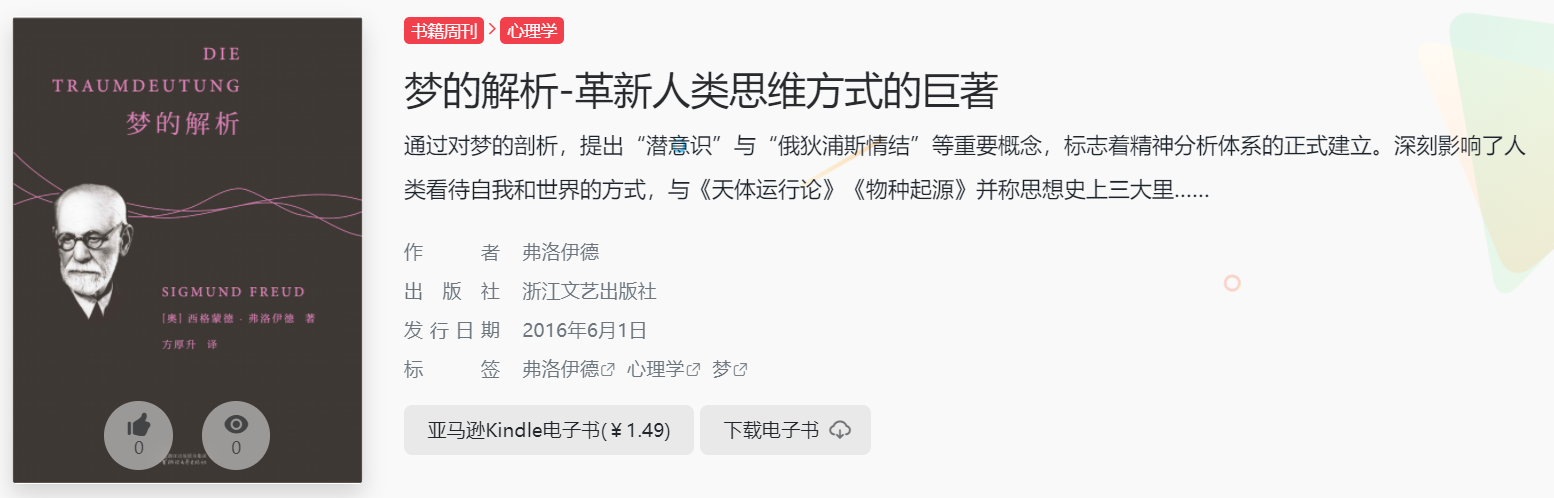 DIE
TRAUMDEUTUNG
梦的解析
SIGMUND FREUD
[奥] 西格蒙德·弗洛伊德 著
方厚升 译
0
0
书籍周刊 > 心理学
梦的解析-革新人类思维方式的巨著
通过对梦的剖析，提出“潜意识”与“俄狄浦斯情结”等重要概念，标志着精神分析体系的正式建立。深刻影响了人
类看待自我和世界的方式，与《天体运行论》《物种起源》并称思想史上三大里……
作者 弗洛伊德
出版社 浙江文艺出版社
发行日期 2016年6月1日
标签 弗洛伊德 心理学 梦
亚马逊Kindle电子书(￥1.49) 下载电子书